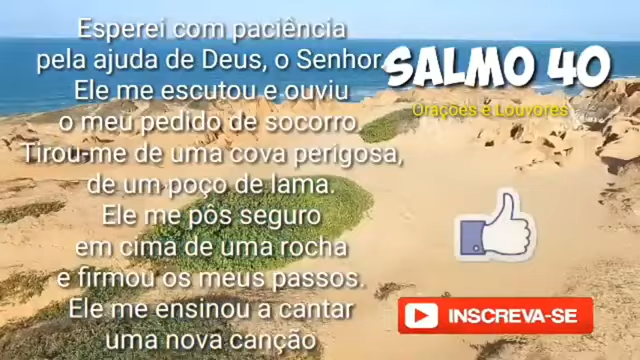 Esperei com paciência
pela ajuda de Deus, o Senhor.
Ele me escutou e ouviu
o meu pedido de socorro
Tirou-me de uma cova perigosa,
de um poço de lama.
Ele me pôs seguro
em cima de uma rocha
e firmou os meus passos.
Ele me ensinou a cantar
uma nova canção
SALMO 40
Orações e Louvores
INSCREVA-SE